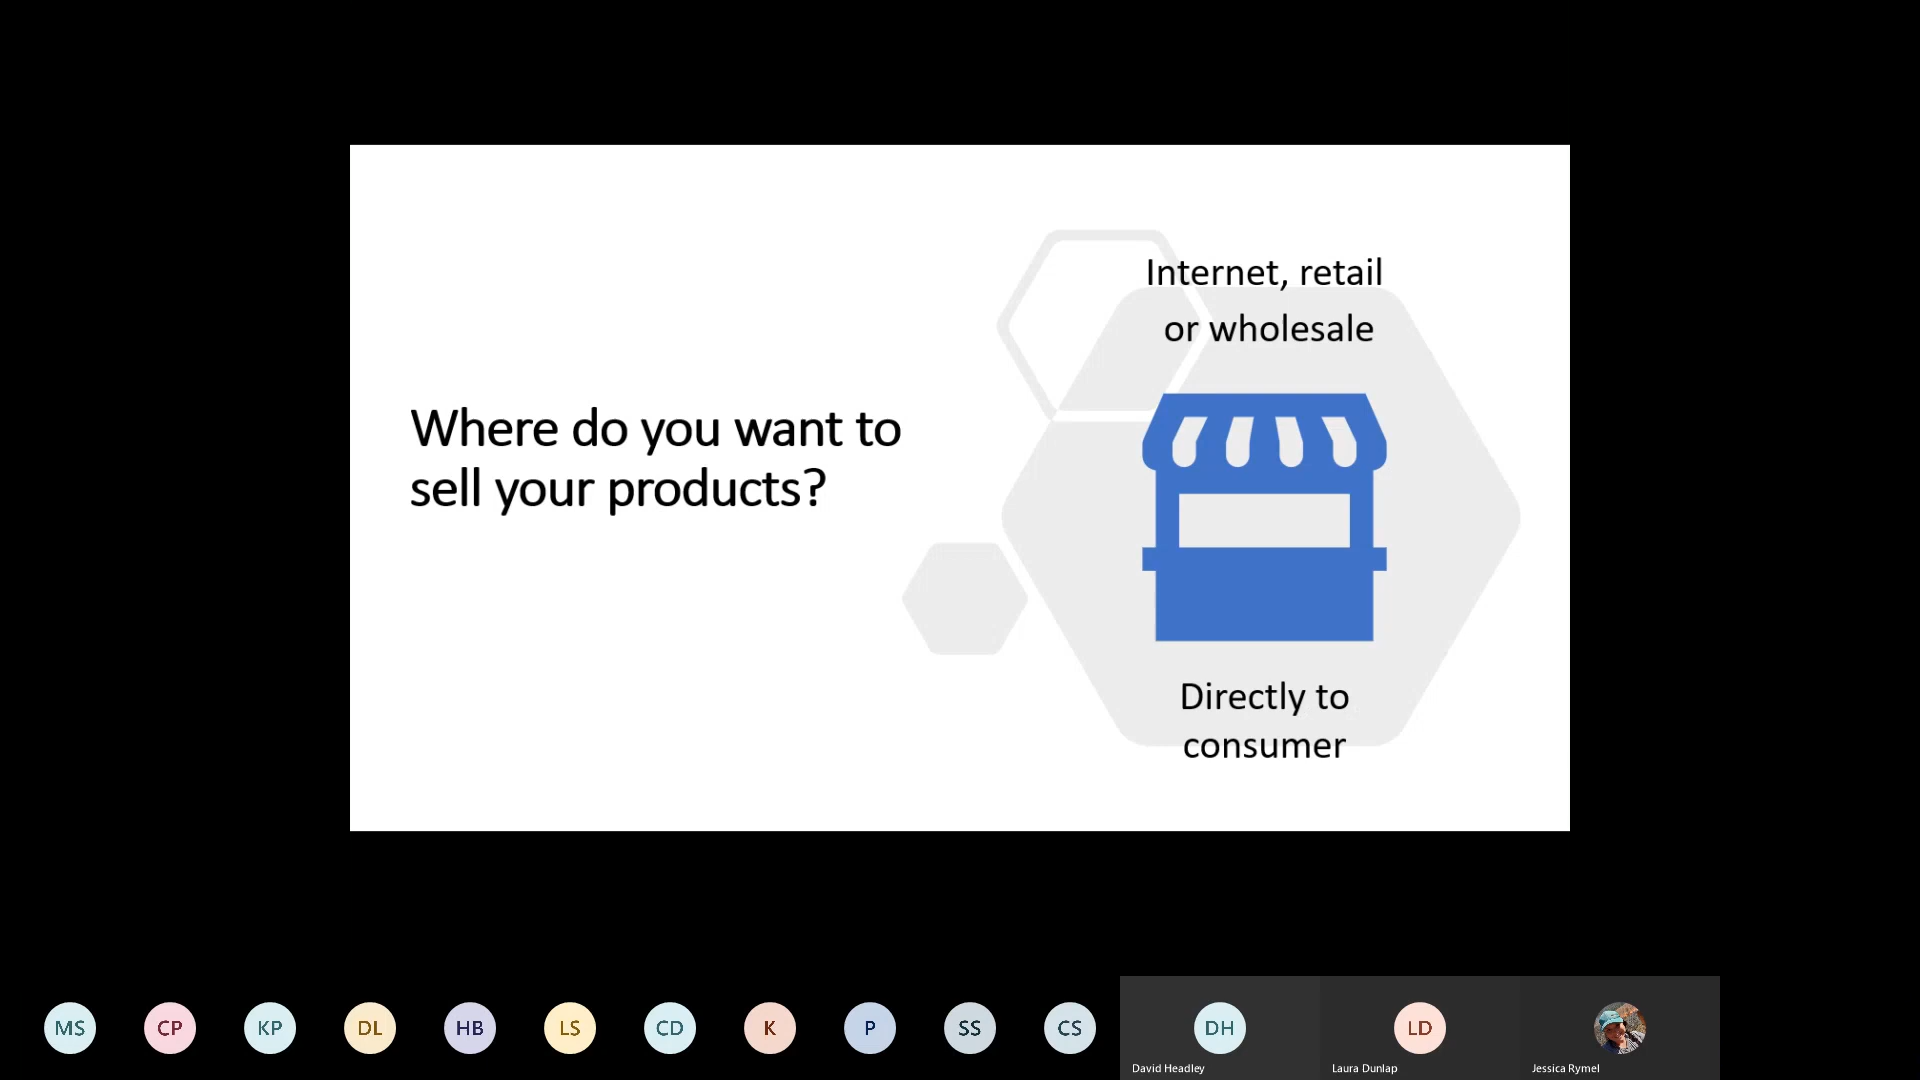 Internet, retail
or wholesale
Where do you want to
sell your products?
Directly to
consumer
MS
CP
KP
DL
HB
LS
CD
K
P
SS
CS
DH
LD
David Headley
Laura Dunlap
Jessica Rymel